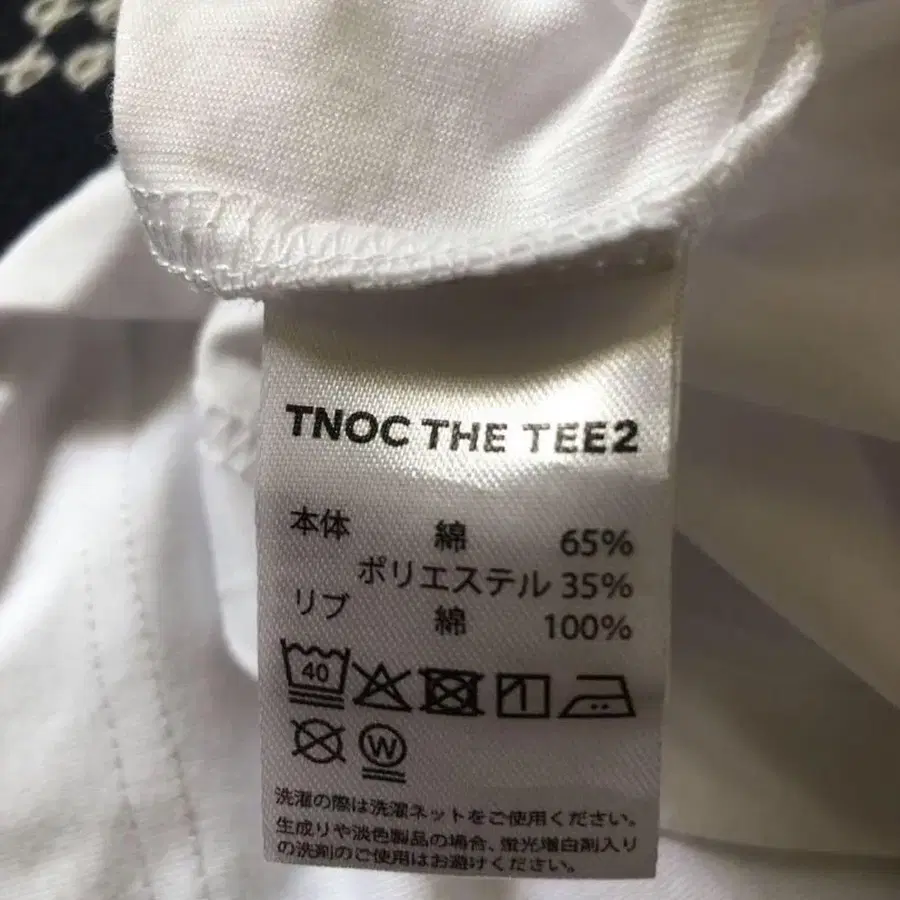 TNOC THE TEE2
本体 綿 65%
ポリエステル 35%
リブ 綿 100%
40
W
洗濯の際は洗濯ネットをご使用ください。
生成りや淡色製品の場合、蛍光増白剤入り
の洗剤のご使用はお避けください。